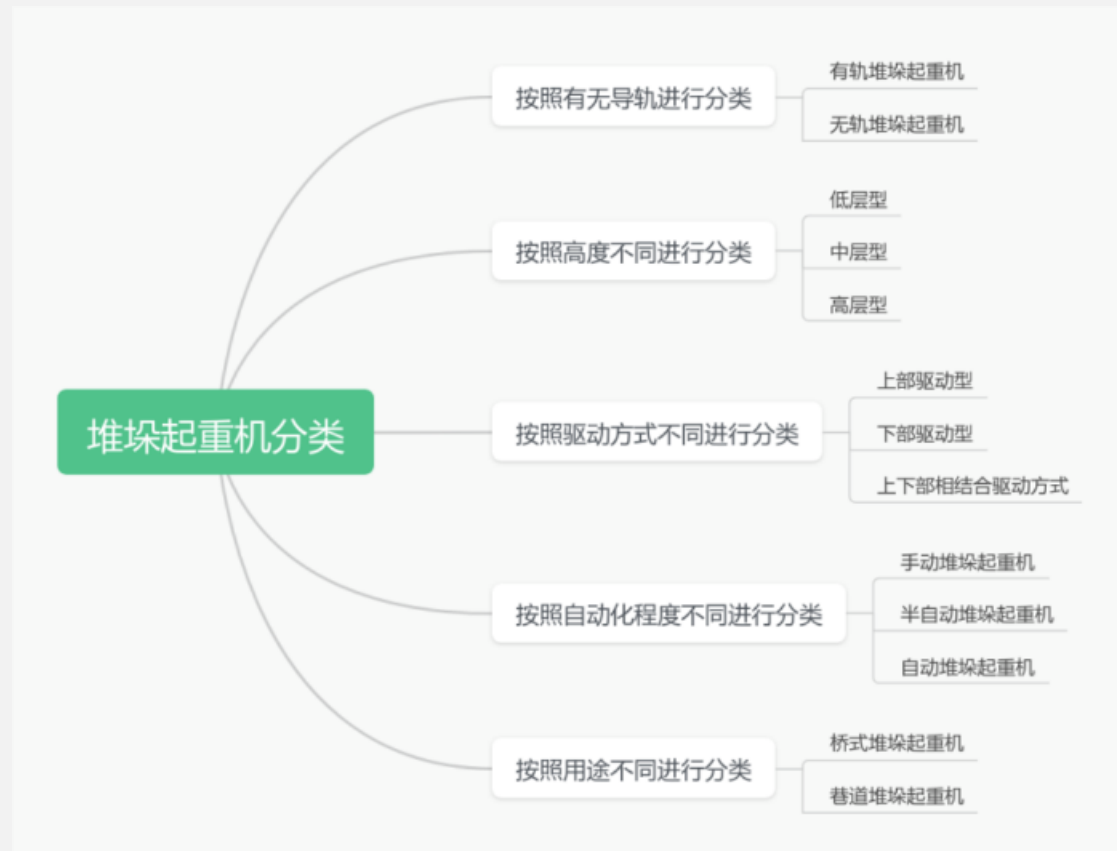 堆垛起重机分类
按照有无导轨进行分类
有轨堆垛起重机
无轨堆垛起重机
按照高度不同进行分类
低层型
中层型
高层型
按照驱动方式不同进行分类
上部驱动型
下部驱动型
上下部相结合驱动方式
按照自动化程度不同进行分类
手动堆垛起重机
半自动堆垛起重机
自动堆垛起重机
按照用途不同进行分类
桥式堆垛起重机
巷道堆垛起重机